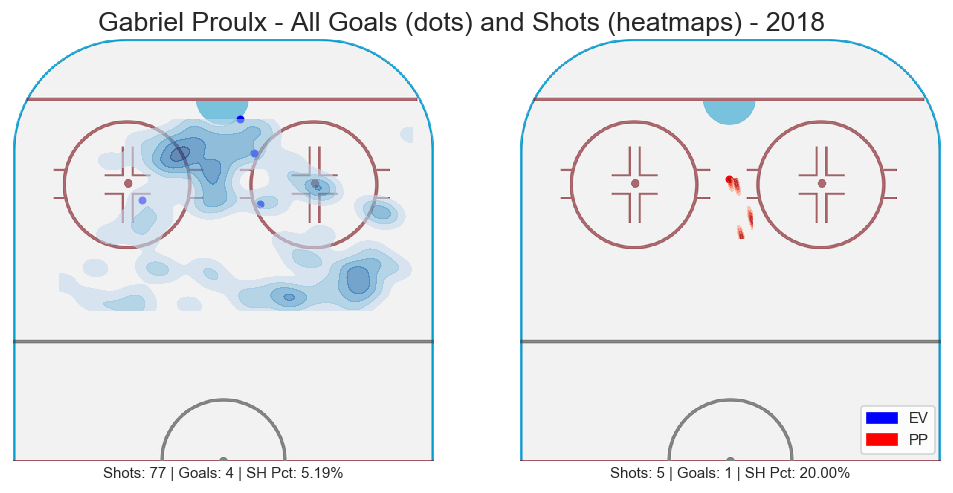 Gabriel Proulx - All Goals (dots) and Shots (heatmaps) - 2018
EV
PP
Shots: 77 | Goals: 4 | SH Pct: 5.19%
Shots: 5 | Goals: 1 | SH Pct: 20.00%